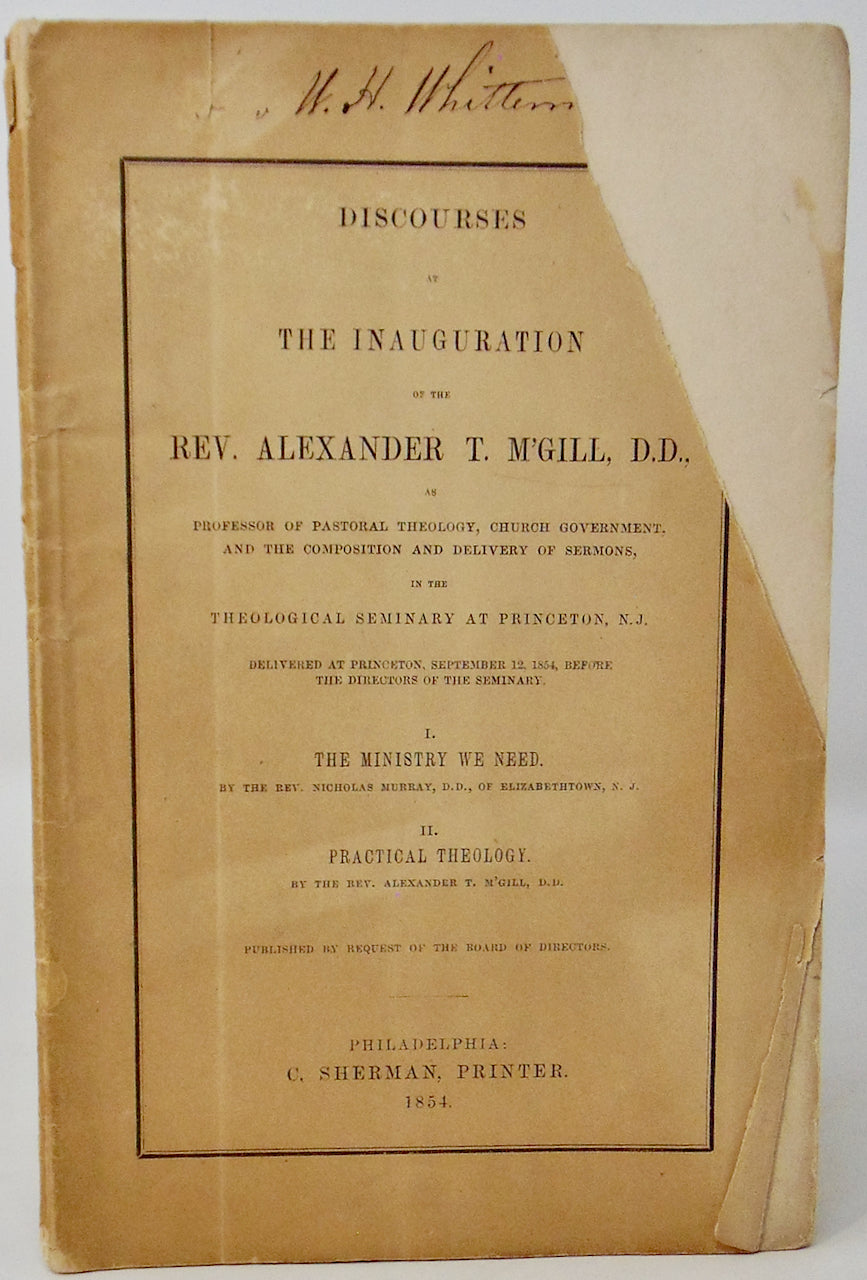 W. H.
DISCOURSES
AT
THE INAUGURATION
OF THE
REV. ALEXANDER T. M'GILL, D.D.,
AS
PROFESSOR OF PASTORAL THEOLOGY, CHURCH GOVERNMENT,
AND THE COMPOSITION AND DELIVERY OF SERMONS,
IN THE
THEOLOGICAL SEMINARY AT PRINCETON, N.J.
DELIVERED AT PRINCETON, SEPTEMBER 12, 1854, BEFORE
THE DIRECTORS OF THE SEMINARY.
I.
THE MINISTRY WE NEED.
BY THE REV. NICHOLAS MURRAY, D.D., OF ELIZABETHTOWN, N. J.
II.
PRACTICAL THEOLOGY.
BY THE REV. ALEXANDER T. M'GILL, D.D.
PUBLISHED BY REQUEST OF THE BOARD OF DIRECTORS.
PHILADELPHIA:
C. SHERMAN, PRINTER.
1854.